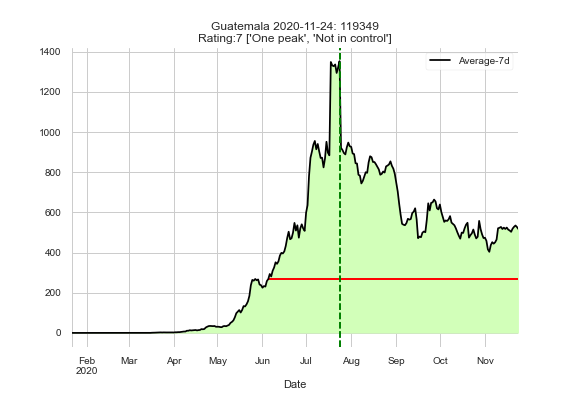 Guatemala 2020-11-24: 119349
Rating:7 ['One peak', 'Not in control']
Average-7d
1400
1200
1000
800
600
400
200
0
Feb Mar Apr May Jun Jul Aug Sep Oct Nov
2020
Date